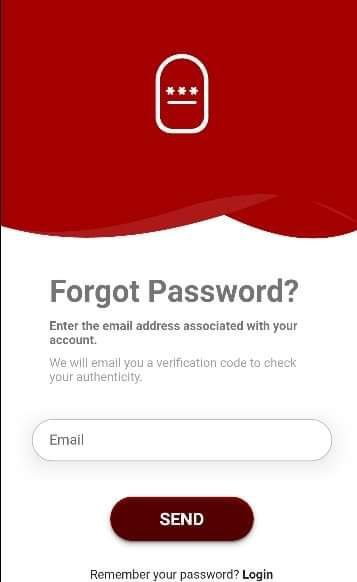 ***
Forgot Password?
Enter the email address associated with your
account.
We will email you a verification code to check
your authenticity.
Email
SEND
Remember your password? Login